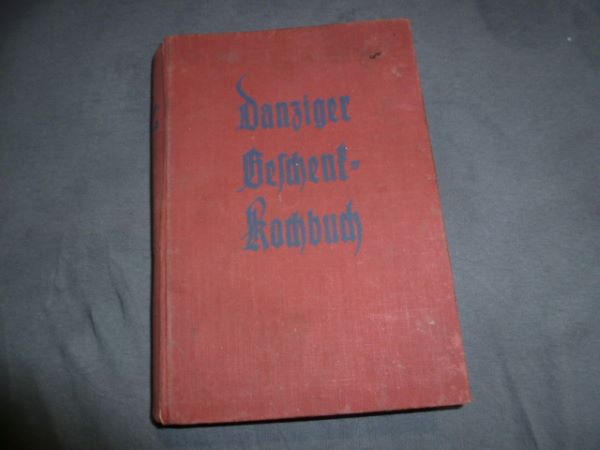 Danziger
Geschenk-
Kochbuch